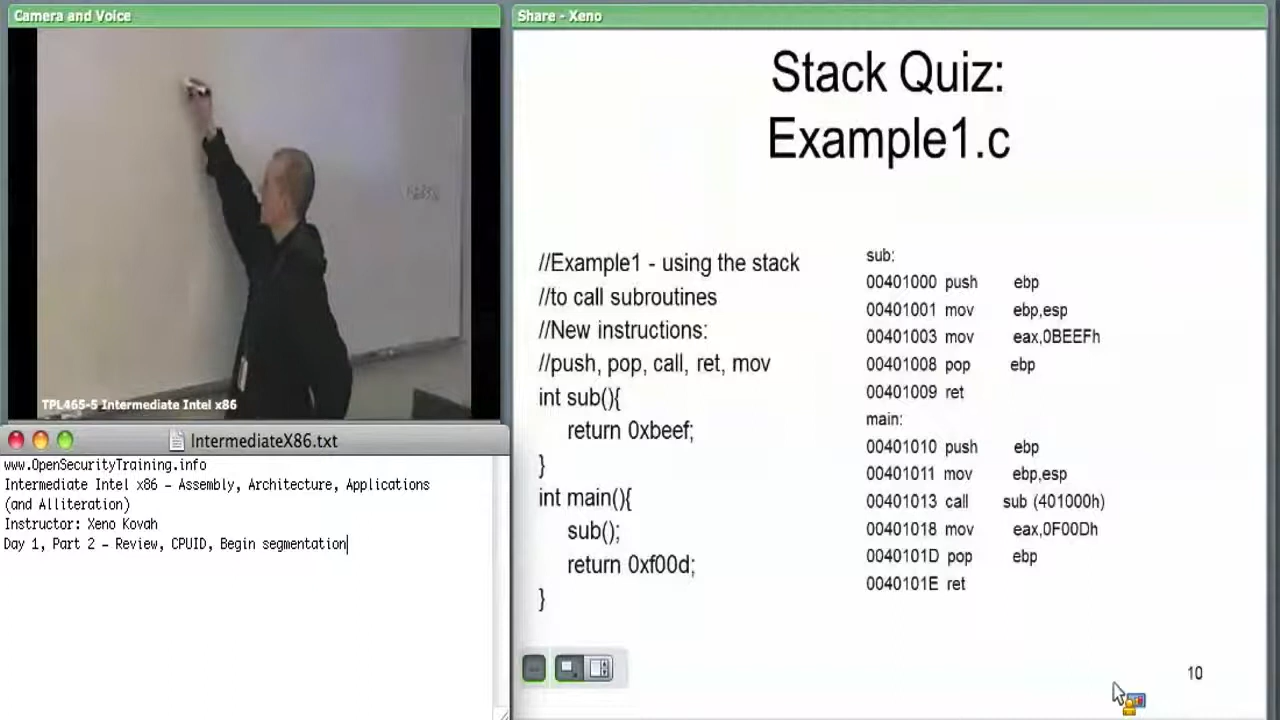 Camera and Voice
TPL465-5 Intermediate Intel x86
IntermediateX86.txt
www.OpenSecurityTraining.info
Intermediate Intel x86 – Assembly, Architecture, Applications
(and Alliteration)
Instructor: Xeno Kovah
Day 1, Part 2 – Review, CPUID, Begin segmentation
Share - Xeno
Stack Quiz:
Example1.c
//Example1 - using the stack
//to call subroutines
//New instructions:
//push, pop, call, ret, mov
int sub(){
return 0xbeef;
}
int main(){
sub();
return 0xf00d;
}
sub:
00401000 push ebp
00401001 mov ebp,esp
00401003 mov eax,0BEEFh
00401008 pop ebp
00401009 ret
main:
00401010 push ebp
00401011 mov ebp,esp
00401013 call sub (401000h)
00401018 mov eax,0F00Dh
0040101D pop ebp
0040101E ret
10